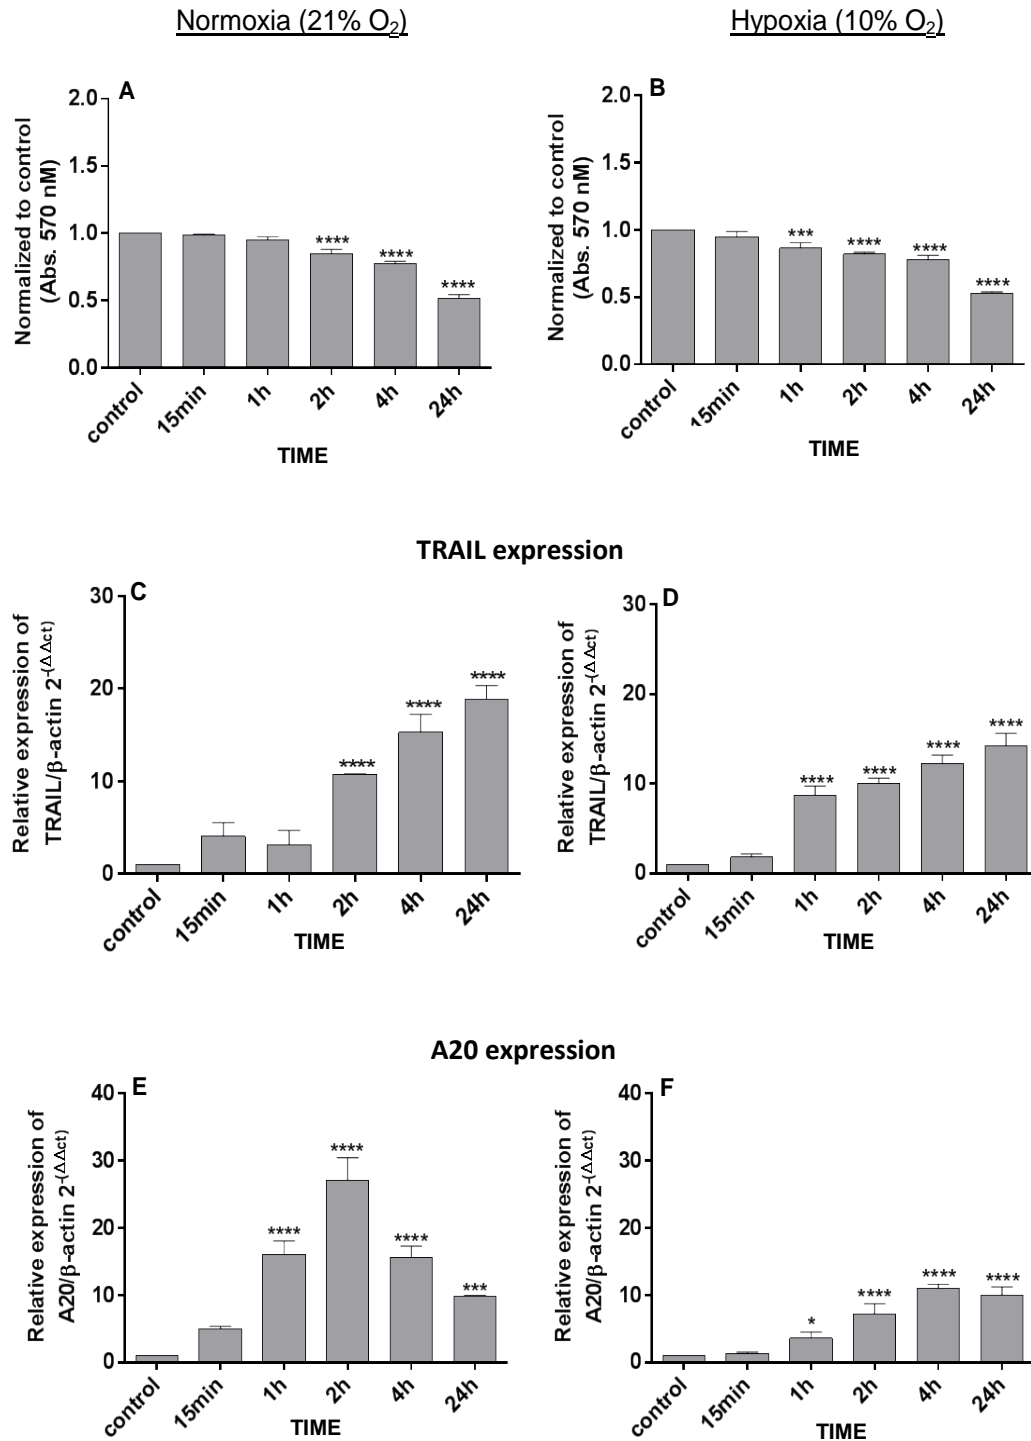 Normoxia (21% O2)
Hypoxia (10% O2)
A
Normalized to control
(Abs. 570 nM)
2.0
1.5
1.0
0.5
0.0
****
****
****
control
15min
1h
2h
4h
24h
TIME
B
Normalized to control
(Abs. 570 nM)
2.0
1.5
1.0
0.5
0.0
***
****
****
****
control
15min
1h
2h
4h
24h
TIME
TRAIL expression
C
Relative expression of
TRAIL/β-actin 2-(ΔΔct)
30
20
10
0
****
****
****
control
15min
1h
2h
4h
24h
TIME
D
Relative expression of
TRAIL/β-actin 2-(ΔΔct)
30
20
10
0
****
****
****
****
control
15min
1h
2h
4h
24h
TIME
A20 expression
E
Relative expression of
A20/β-actin 2-(ΔΔct)
40
30
20
10
0
****
****
****
***
control
15min
1h
2h
4h
24h
TIME
F
Relative expression of
A20/β-actin 2-(ΔΔct)
40
30
20
10
0
*
****
****
****
control
15min
1h
2h
4h
24h
TIME